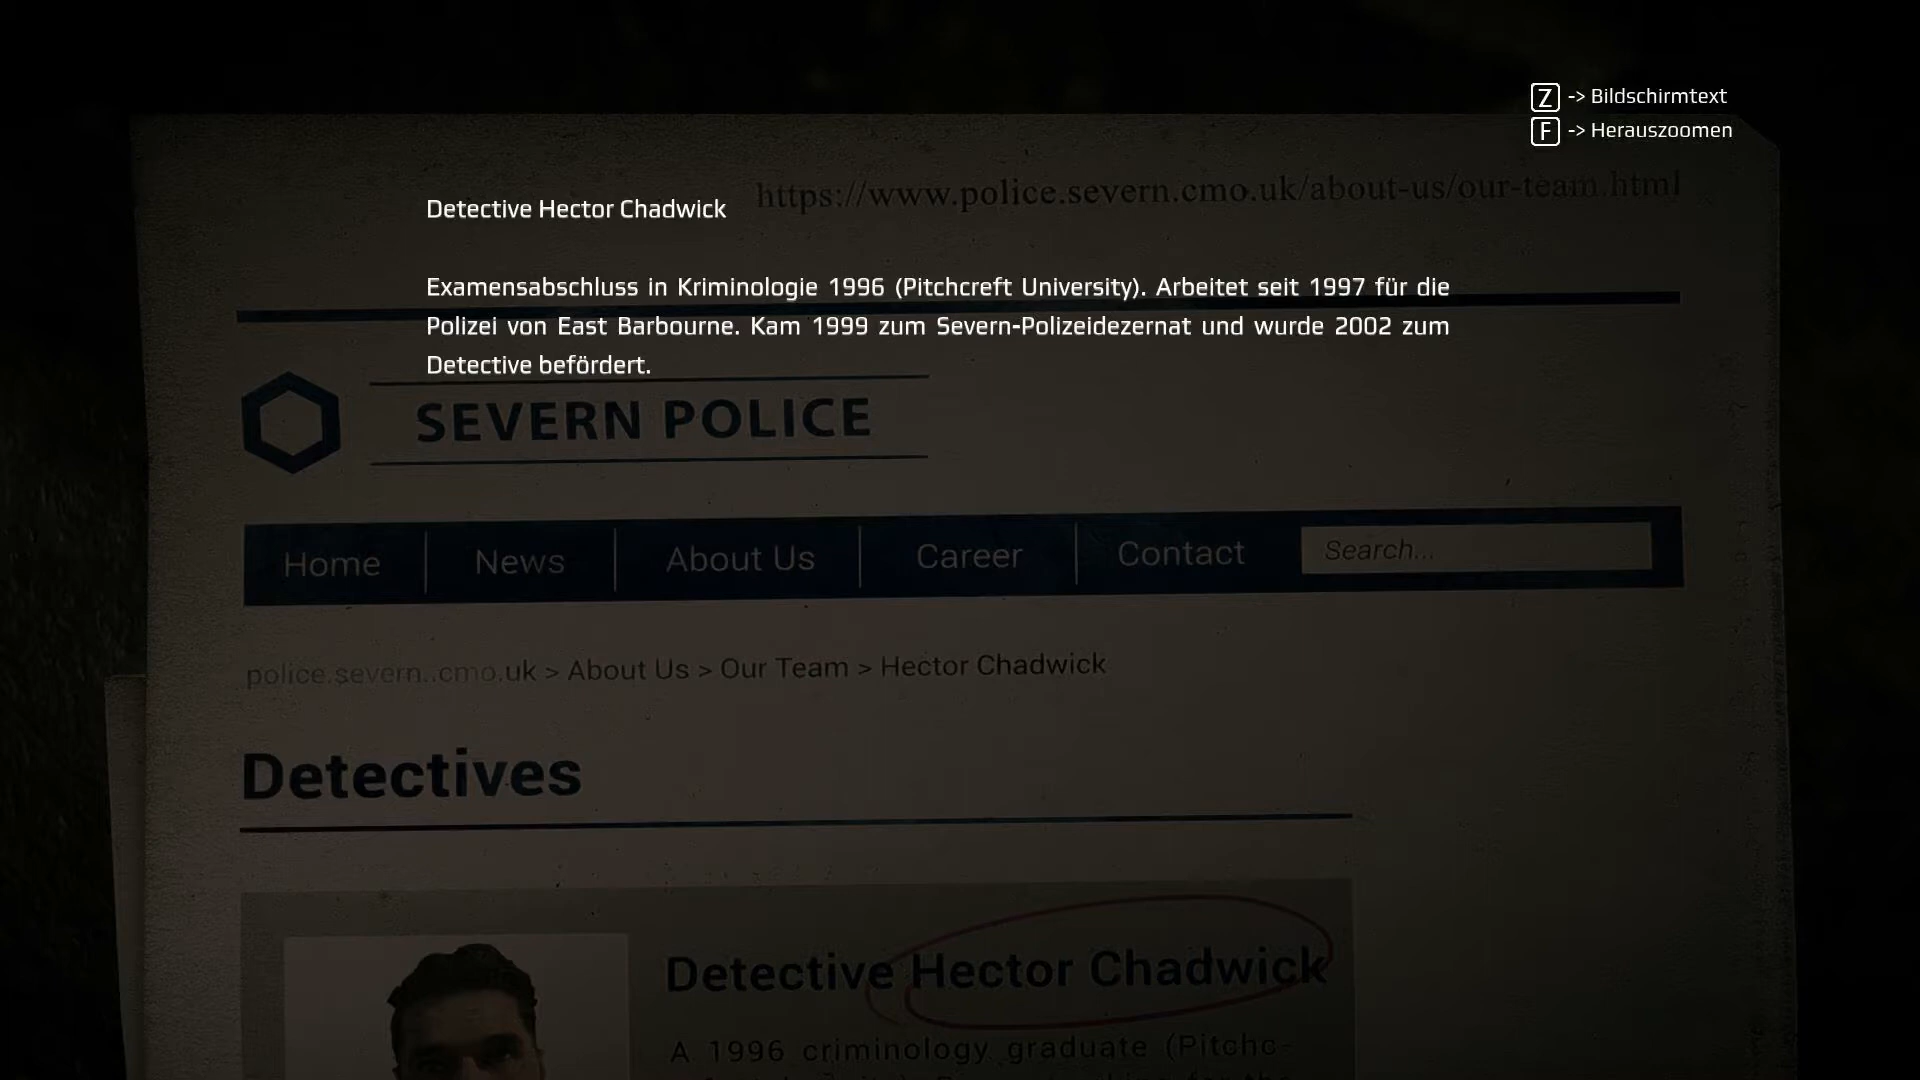 Z -> Bildschirmtext
F -> Herauszoomen
https://www.police.severn.cmo.uk/about-us/our-team.html
Detective Hector Chadwick
Examensabschluss in Kriminologie 1996 (Pitchcreft University). Arbeitet seit 1997 für die
Polizei von East Barbourne. Kam 1999 zum Severn-Polizeidezernat und wurde 2002 zum
Detective befördert.
SEVERN POLICE
Home News About Us Career Contact Search...
police.severn..cmo.uk > About Us > Our Team > Hector Chadwick
Detectives
Detective Hector Chadwick
A 1996 criminology graduate (Pitchc-